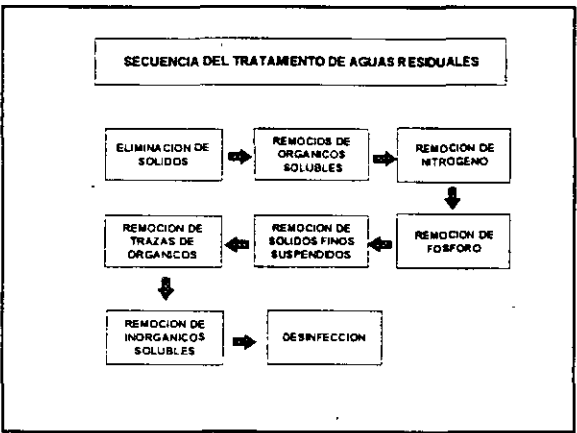 SECUENCIA DEL TRATAMIENTO DE AGUAS RESIDUALES
ELIMINACION DE
SOLIDOS
REMOCIOS DE
ORGANICOS
SOLUBLES
REMOCION DE
NITROGENO
REMOCION DE
FOSFORO
REMOCION DE
SOLIDOS FINOS
SUSPENDIDOS
REMOCION DE
TRAZAS DE
ORGANICOS
REMOCION DE
INORGANICOS
SOLUBLES
DESINFECCION